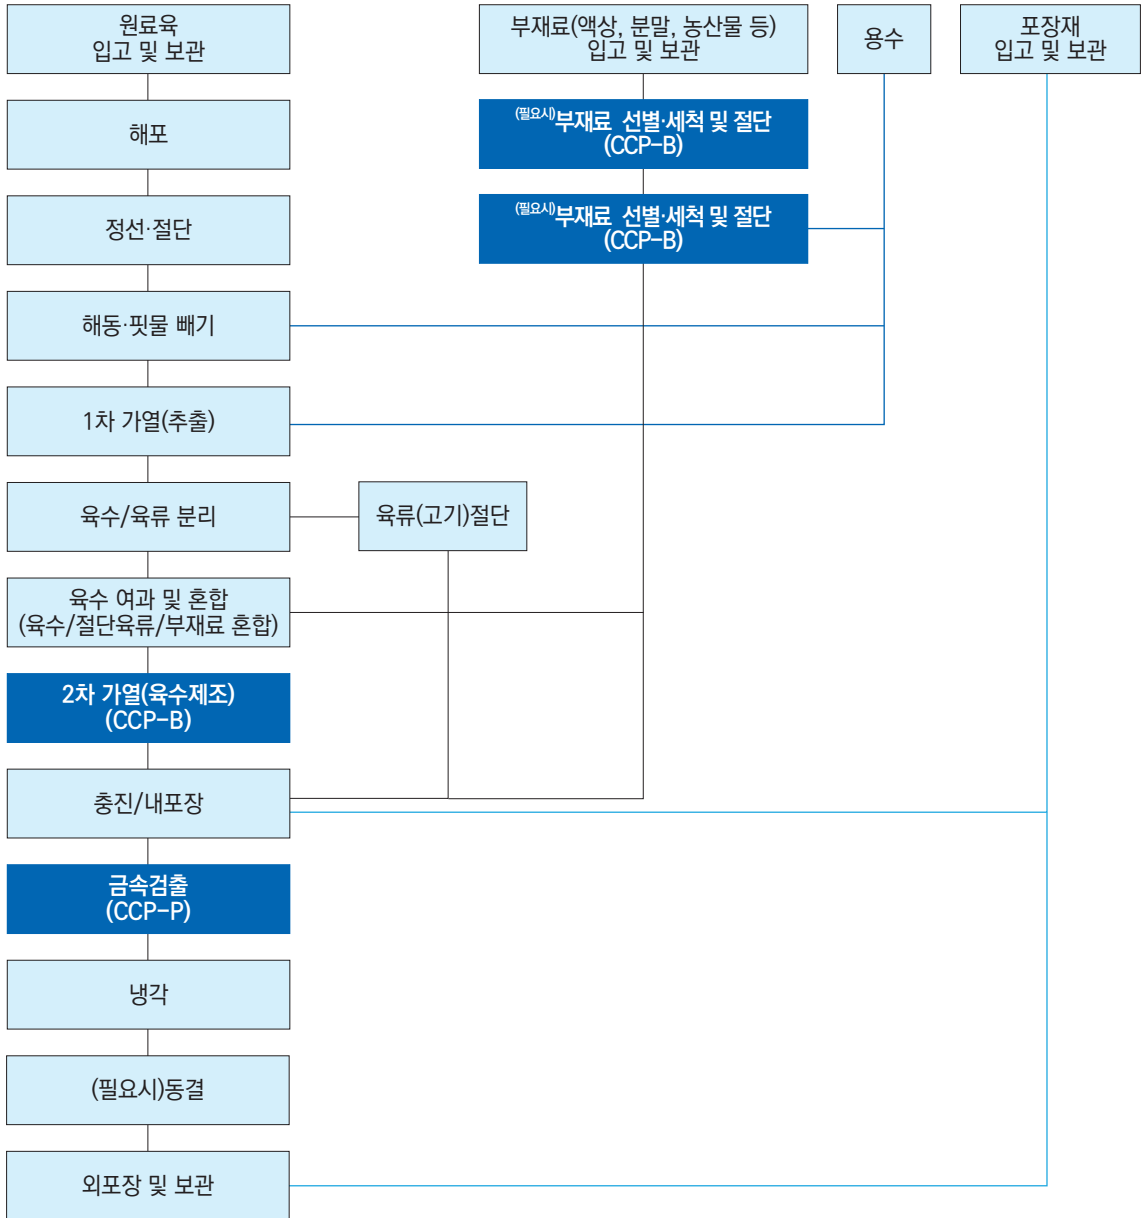 원료육
입고 및 보관
부재료(액상, 분말, 농산물 등)
입고 및 보관
용수
포장재
입고 및 보관
해포
(필요시)부재료 선별·세척 및 절단
(CCP-B)
정선·절단
(필요시)부재료 선별·세척 및 절단
(CCP-B)
해동·핏물 빼기
1차 가열(추출)
육수/육류 분리
육류(고기)절단
육수 여과 및 혼합
(육수/절단육류/부재료 혼합)
2차 가열(육수제조)
(CCP-B)
충진/내포장
금속검출
(CCP-P)
냉각
(필요시)동결
외포장 및 보관